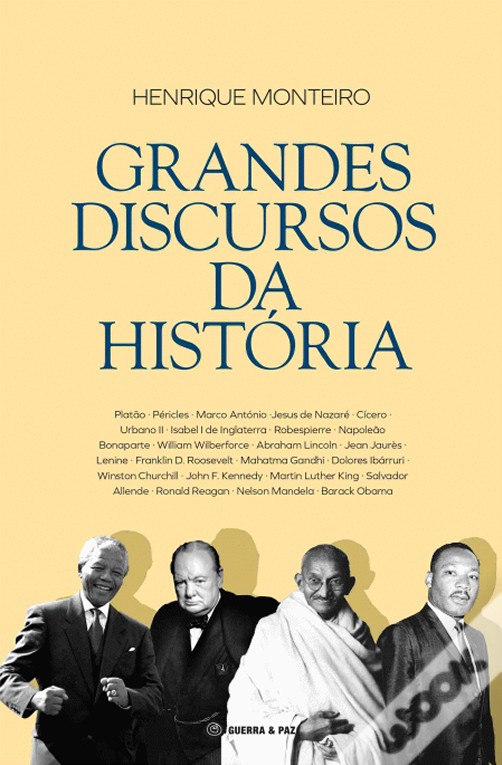 HENRIQUE MONTEIRO
GRANDES
DISCURSOS
DA
HISTÓRIA
Platão · Péricles · Marco António ·Jesus de Nazaré · Cícero ·
Urbano II · Isabel I de Inglaterra · Robespierre · Napoleão
Bonaparte · William Wilberforce · Abraham Lincoln · Jean Jaurès ·
Lenine · Franklin D. Roosevelt · Mahatma Gandhi · Dolores Ibárruri ·
Winston Churchill · John F. Kennedy · Martin Luther King · Salvador
Allende · Ronald Reagan · Nelson Mandela · Barack Obama
GUERRA & PAZ